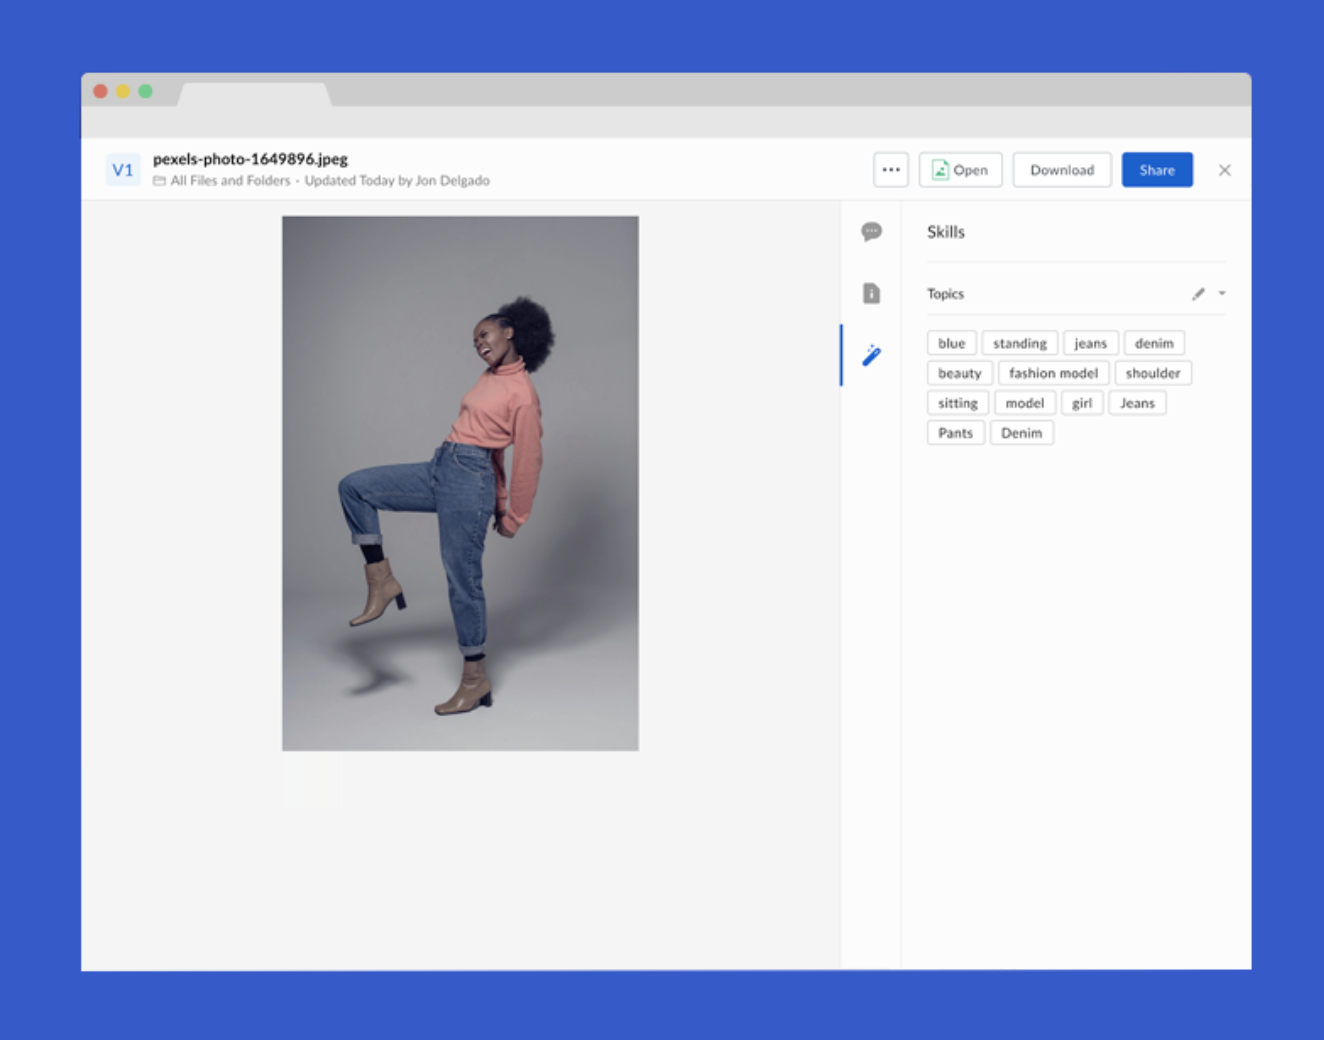 V1
pexels-photo-1649896.jpeg
All Files and Folders - Updated Today by Jon Delgado
Open
Download
Share
Skills
Topics
blue standing jeans denim
beauty fashion model shoulder
sitting model girl Jeans
Pants Denim